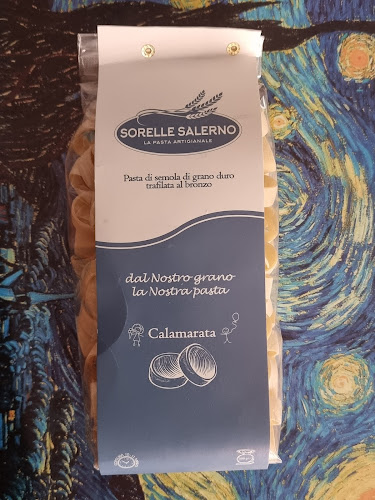 SORELLE SALERNO
LA PASTA ARTIGIANALE
Pasta di semola di grano duro
trafilata al bronzo
dal Nostro grano
la Nostra pasta
Calamarata